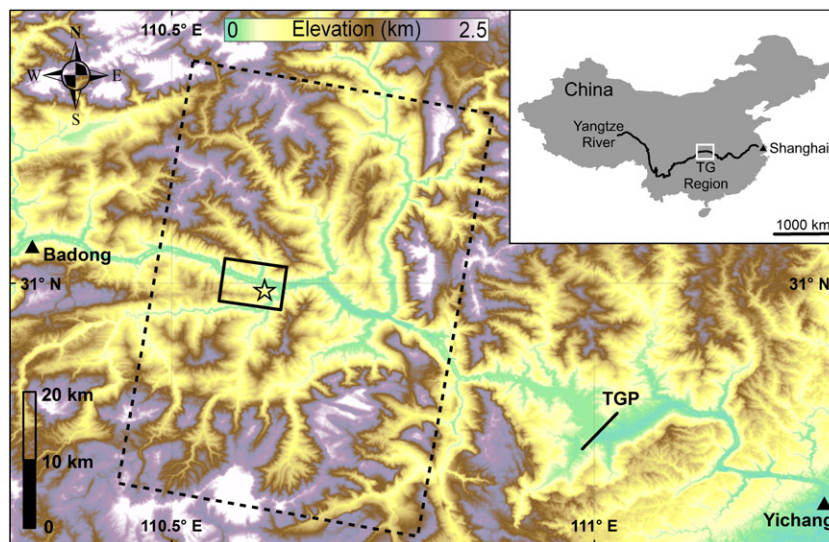 110.5° E
0 Elevation (km) 2.5
N
W E
S
China
Yangtze
River
Shanghai
TG
Region
1000 km
Badong
31° N
31° N
20 km
10 km
0
TGP
110.5° E
111° E
Yichang